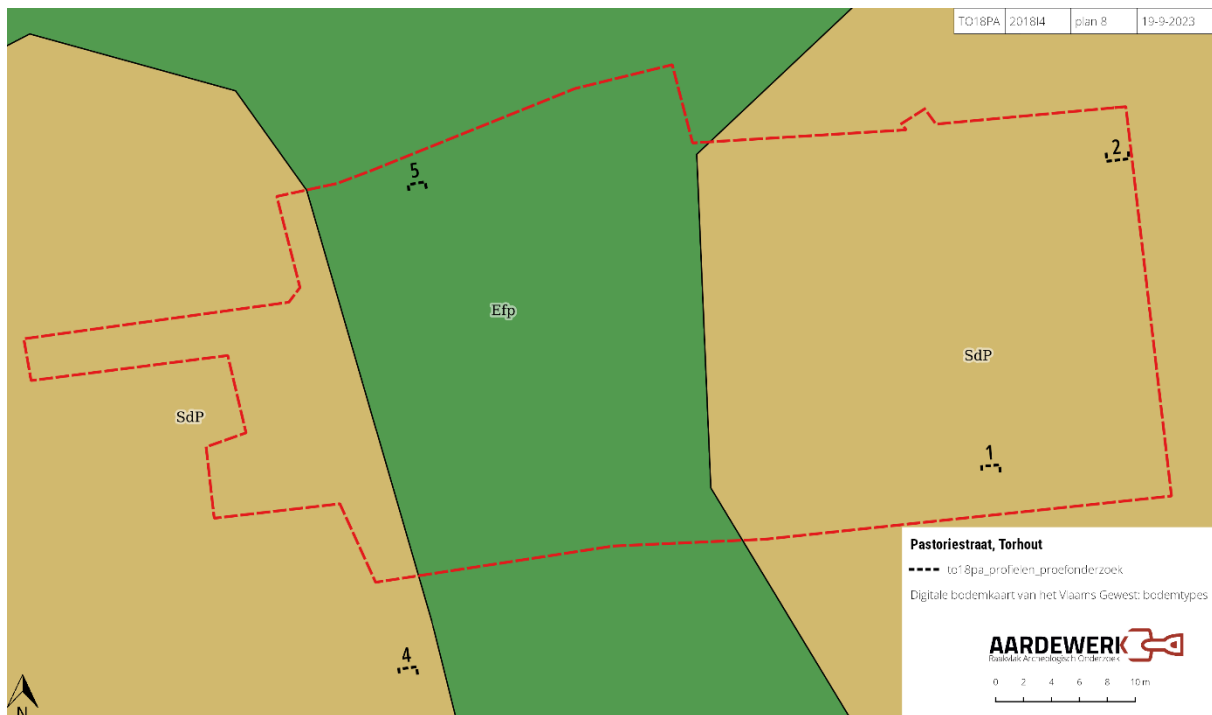 TO18PA 2018I4 plan 8 19-9-2023
5
2
Efp
SdP
SdP
1
4
Pastoriestraat, Torhout
to18pa_profielen_proefonderzoek
Digitale bodemkaart van het Vlaams Gewest: bodemtypes
AARDEWERK
Raakvlak Archeologisch Onderzoek
0 2 4 6 8 10 m
N